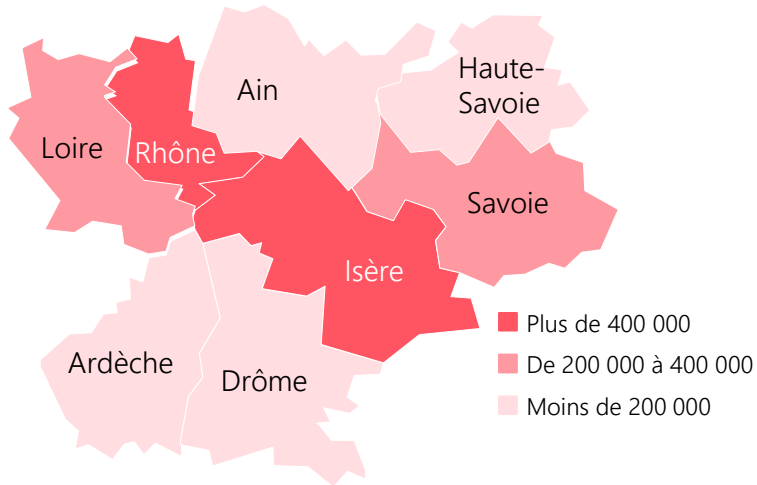 Haute-
Savoie
Ain
Loire
Rhône
Savoie
Isère
Ardèche
Drôme
Plus de 400 000
De 200 000 à 400 000
Moins de 200 000